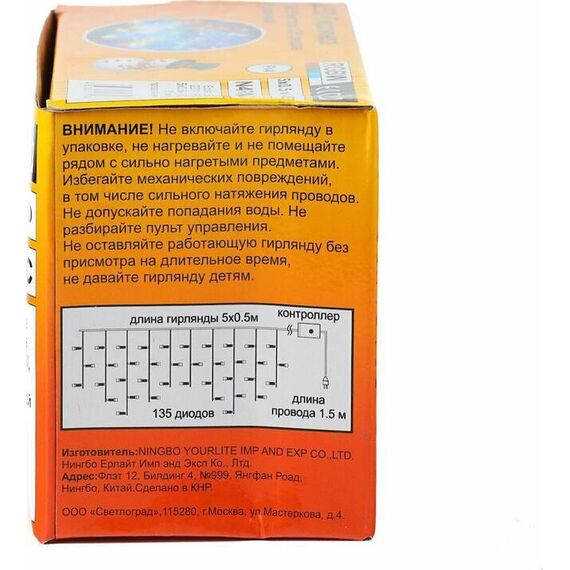 ВНИМАНИЕ! Не включайте гирлянду в
упаковке, не нагревайте и не помещайте
рядом с сильно нагретыми предметами.
Избегайте механических повреждений,
в том числе сильного натяжения проводов.
Не допускайте попадания воды. Не
разбирайте пульт управления.
Не оставляйте работающую гирлянду без
присмотра на длительное время,
не давайте гирлянду детям.
длина гирлянды 5x0.5м
контроллер
135 диодов
длина
провода 1.5 м
Изготовитель:NINGBO YOURLITE IMP AND EXP CO.,LTD.
Нингбо Ерлайт Имп энд Эксп Ко., Лтд.
Адрес:Флэт 12, Билдинг 4, №999, Янгфан Роад,
Нингбо, Китай.Сделано в КНР.
ООО «Светлоград»,115280, г.Москва, ул Мастеркова, д.4.